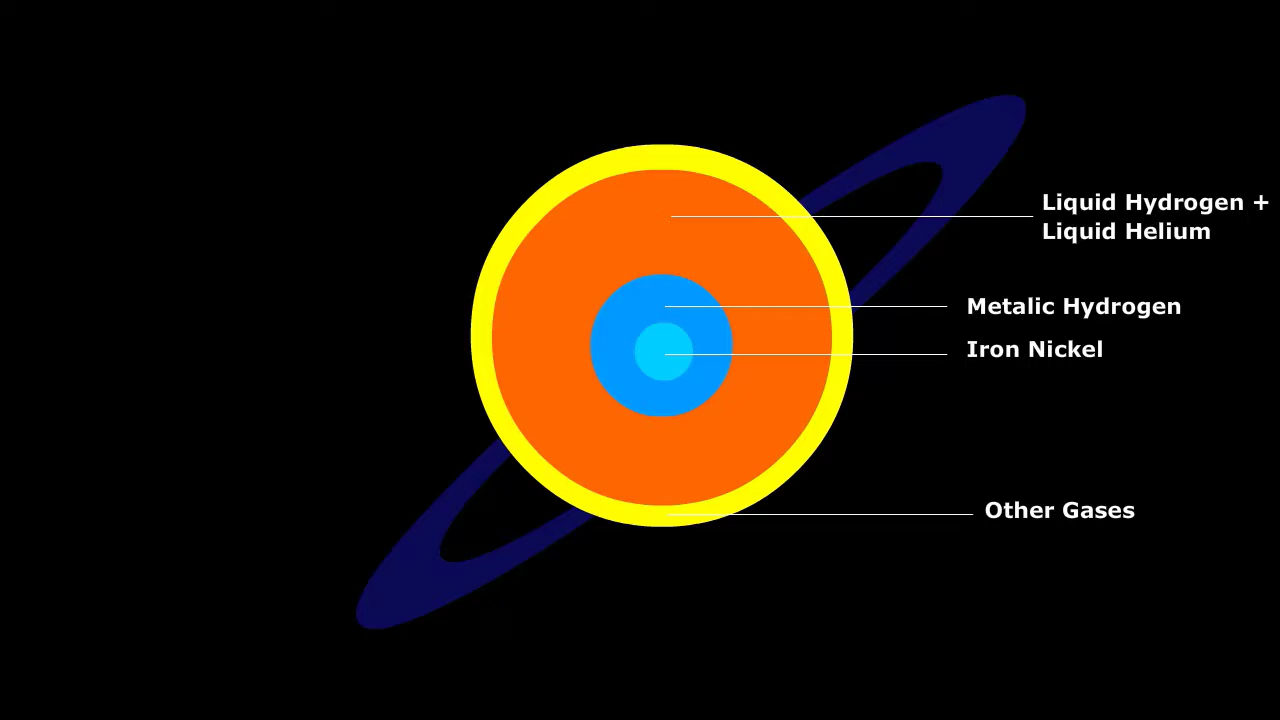 Liquid Hydrogen +
Liquid Helium
Metalic Hydrogen
Iron Nickel
Other Gases